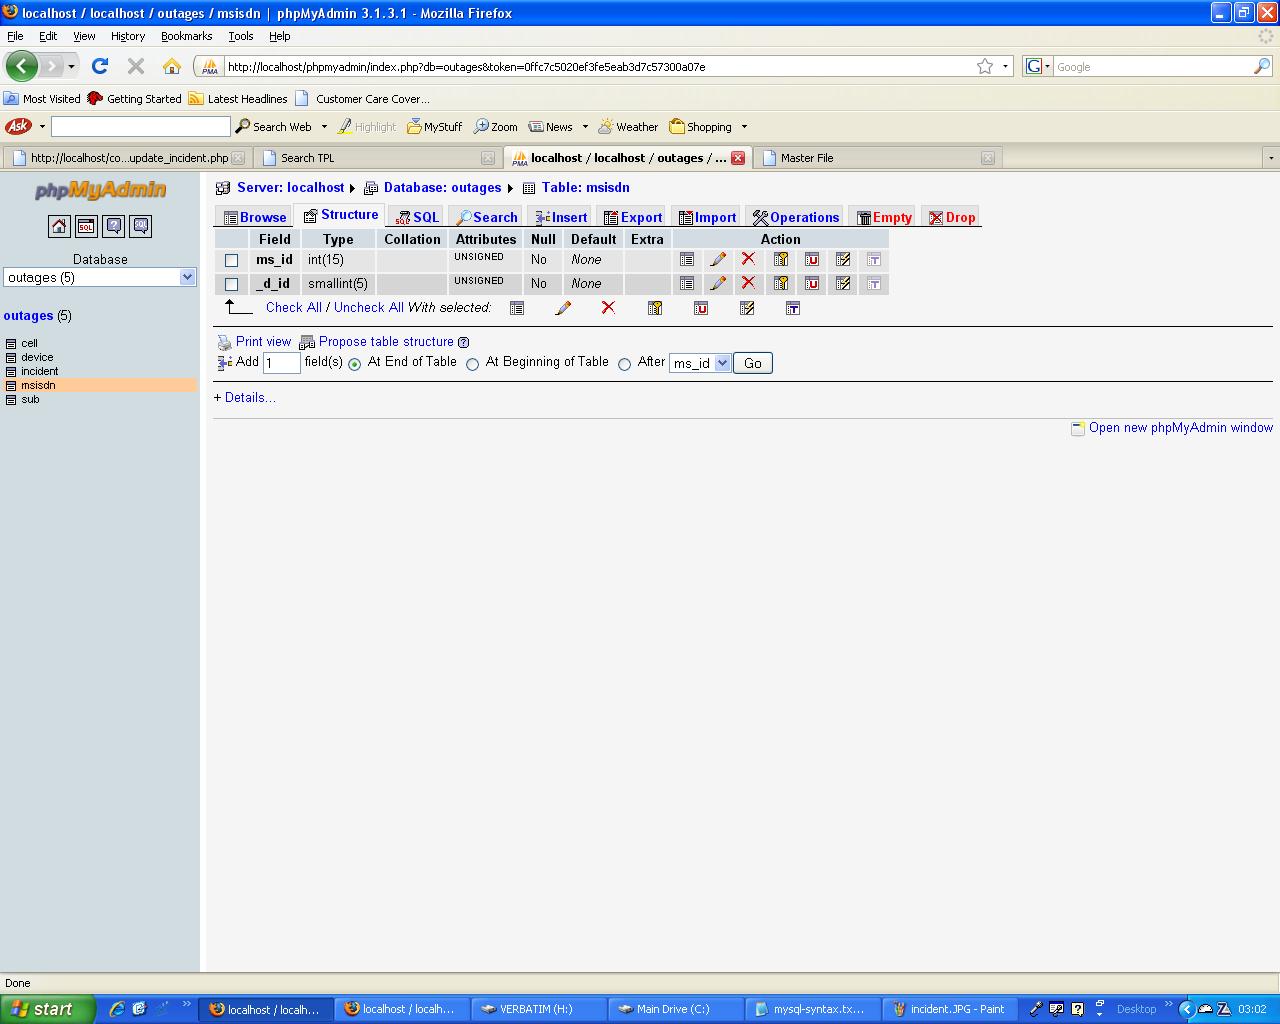 localhost / localhost / outages / msisdn | phpMyAdmin 3.1.3.1 - Mozilla Firefox
File Edit View History Bookmarks Tools Help
PMA http://localhost/phpmyadmin/index.php?db=outages&token=0ffc7c5020ef3fe5eab3d7c57300a07e G Google
Most Visited Getting Started Latest Headlines Customer Care Cover...
Ask Search Web Highlight MyStuff Zoom News Weather Shopping
http://localhost/co...update_incident.php Search TPL PMA localhost / localhost / outages / ... Master File
phpMyAdmin
SQL
Database
outages (5)
outages (5)
cell
device
incident
msisdn
sub
Server: localhost Database: outages Table: msisdn
Browse Structure SQL Search Insert Export Import Operations Empty Drop
Field Type Collation Attributes Null Default Extra Action
ms_id int(15) UNSIGNED No None
_d_id smallint(5) UNSIGNED No None
Check All / Uncheck All With selected:
Print view Propose table structure
Add 1 field(s) At End of Table At Beginning of Table After ms_id Go
+ Details...
Open new phpMyAdmin window
Done
start » localhost / localh... localhost / localh... VERBATIM (H:) Main Drive (C:) mysql-syntax.tx... incident.JPG - Paint Desktop » 03:02